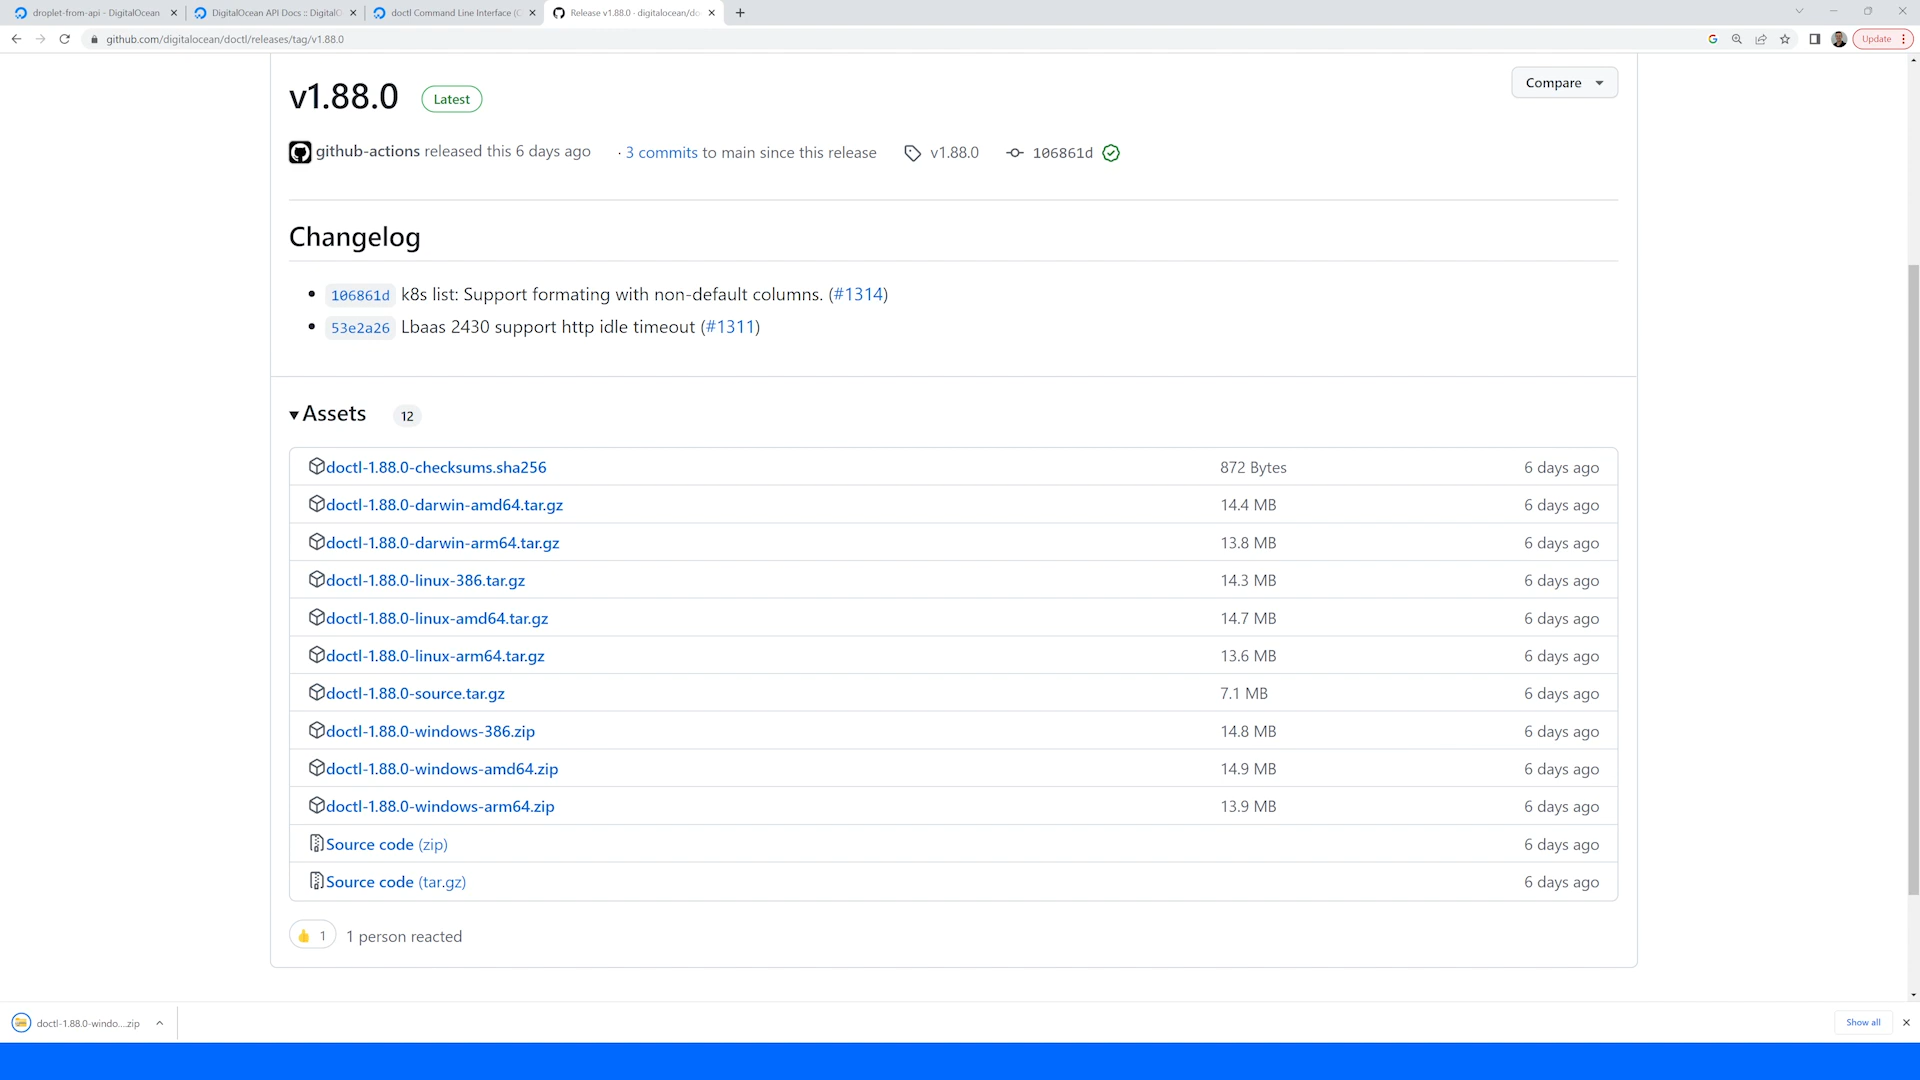 droplet-from-api - DigitalOcean
DigitalOcean API Docs :: DigitalO
doctl Command Line Interface (C
Release v1.88.0 · digitalocean/do
github.com/digitalocean/doctl/releases/tag/v1.88.0
Update
v1.88.0
Latest
Compare
github-actions released this 6 days ago
· 3 commits to main since this release
v1.88.0
106861d
Changelog
106861d k8s list: Support formating with non-default columns. (#1314)
53e2a26 Lbaas 2430 support http idle timeout (#1311)
Assets 12
doctl-1.88.0-checksums.sha256 872 Bytes 6 days ago
doctl-1.88.0-darwin-amd64.tar.gz 14.4 MB 6 days ago
doctl-1.88.0-darwin-arm64.tar.gz 13.8 MB 6 days ago
doctl-1.88.0-linux-386.tar.gz 14.3 MB 6 days ago
doctl-1.88.0-linux-amd64.tar.gz 14.7 MB 6 days ago
doctl-1.88.0-linux-arm64.tar.gz 13.6 MB 6 days ago
doctl-1.88.0-source.tar.gz 7.1 MB 6 days ago
doctl-1.88.0-windows-386.zip 14.8 MB 6 days ago
doctl-1.88.0-windows-amd64.zip 14.9 MB 6 days ago
doctl-1.88.0-windows-arm64.zip 13.9 MB 6 days ago
Source code (zip) 6 days ago
Source code (tar.gz) 6 days ago
👍 1 1 person reacted
doctl-1.88.0-windo....zip
Show all